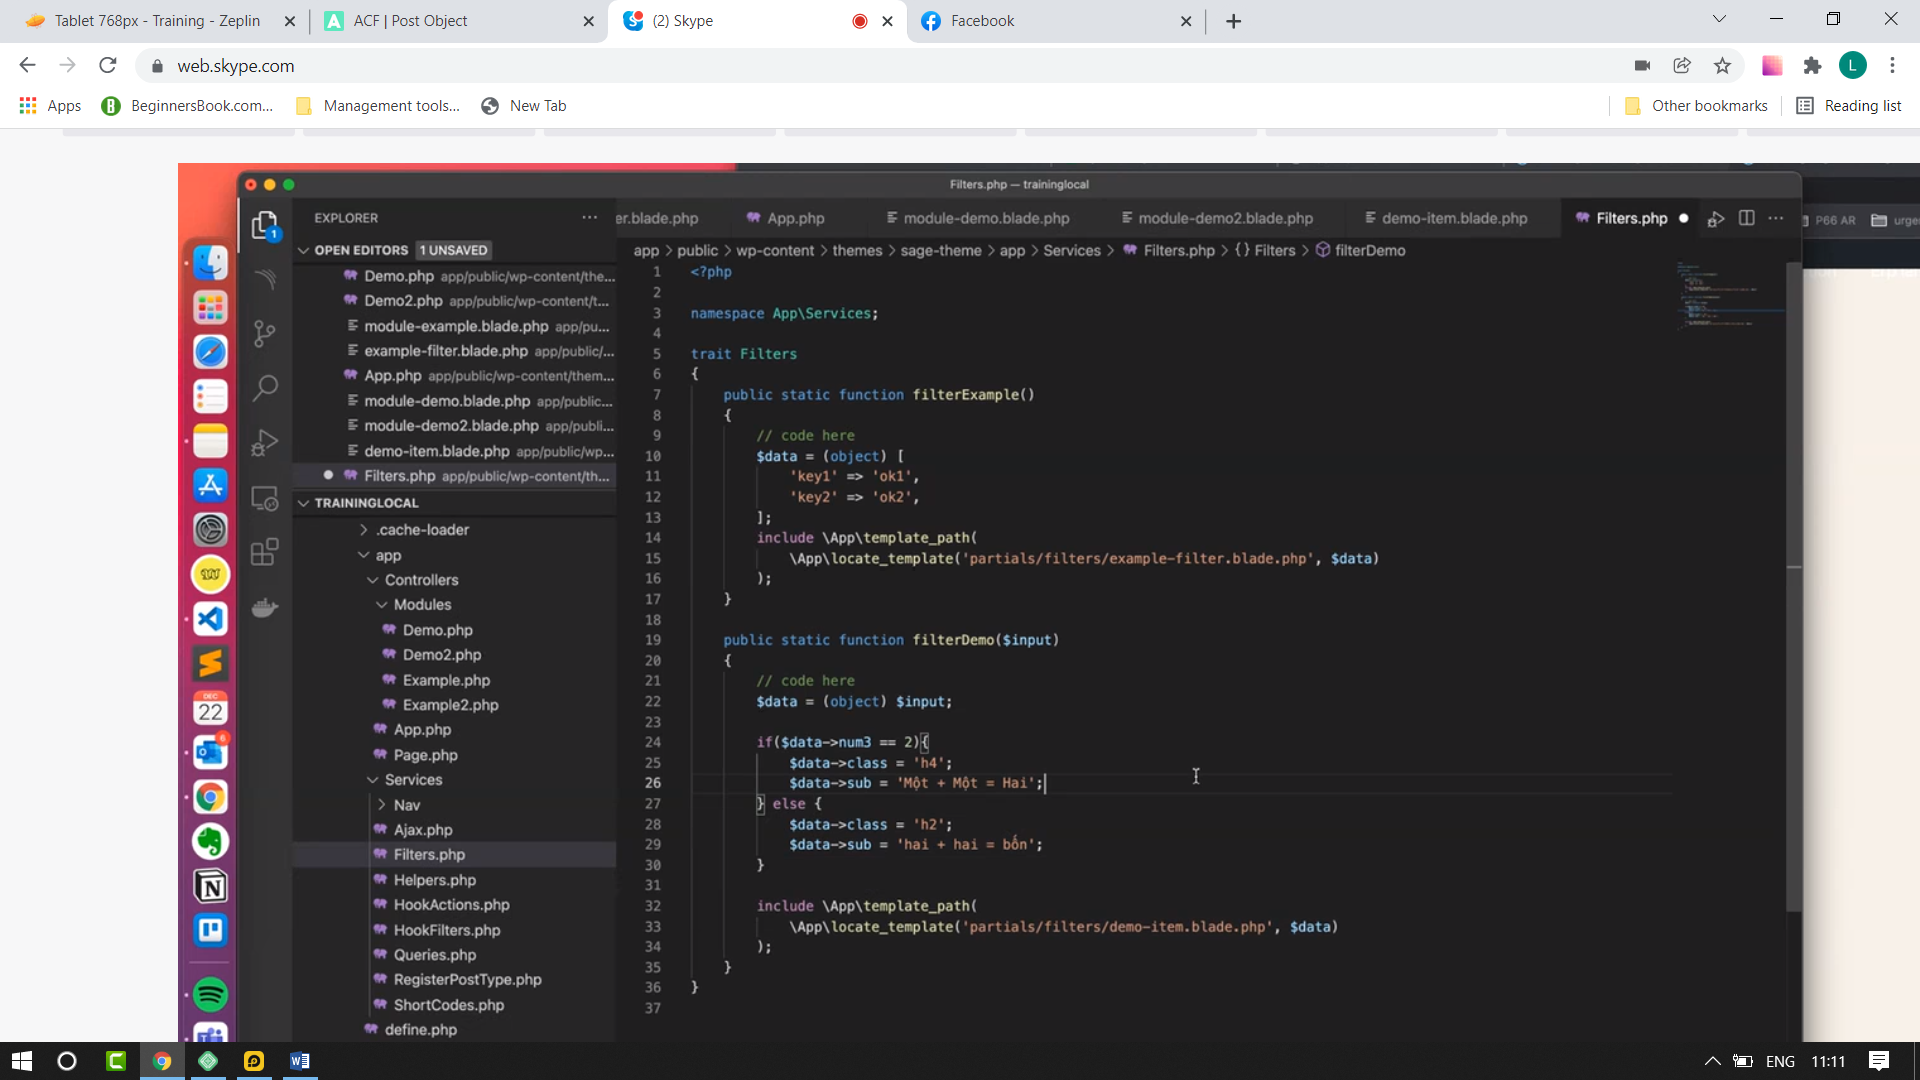 Tablet 768px - Training - Zeplin
ACF | Post Object
(2) Skype
Facebook
web.skype.com
L
Apps
BeginnersBook.com...
Management tools...
New Tab
Other bookmarks
Reading list
Filters.php — traininglocal
EXPLORER
er.blade.php
App.php
module-demo.blade.php
module-demo2.blade.php
demo-item.blade.php
Filters.php
P66 AR
OPEN EDITORS 1 UNSAVED
app > public > wp-content > themes > sage-theme > app > Services > Filters.php > {} Filters > filterDemo
Demo.php app/public/wp-content/the...
Demo2.php app/public/wp-content/t...
module-example.blade.php app/pu...
example-filter.blade.php app/public/...
App.php app/public/wp-content/them...
module-demo.blade.php app/public...
module-demo2.blade.php app/public...
demo-item.blade.php app/public/wp...
Filters.php app/public/wp-content/th...
TRAININGLOCAL
.cache-loader
app
Controllers
Modules
Demo.php
Demo2.php
Example.php
Example2.php
App.php
Page.php
Services
Nav
Ajax.php
Filters.php
Helpers.php
HookActions.php
HookFilters.php
Queries.php
RegisterPostType.php
ShortCodes.php
define.php
1 <?php
2
3 namespace App\Services;
4
5 trait Filters
6 {
7 public static function filterExample()
8 {
9 // code here
10 $data = (object) [
11 'key1' => 'ok1',
12 'key2' => 'ok2',
13 ];
14 include \App\template_path(
15 \App\locate_template('partials/filters/example-filter.blade.php', $data)
16 );
17 }
18
19 public static function filterDemo($input)
20 {
21 // code here
22 $data = (object) $input;
23
24 if($data->num3 == 2){
25 $data->class = 'h4';
26 $data->sub = 'Một + Một = Hai';
27 } else {
28 $data->class = 'h2';
29 $data->sub = 'hai + hai = bốn';
30 }
31
32 include \App\template_path(
33 \App\locate_template('partials/filters/demo-item.blade.php', $data)
34 );
35 }
36 }
37
DEC
22
ENG
11:11